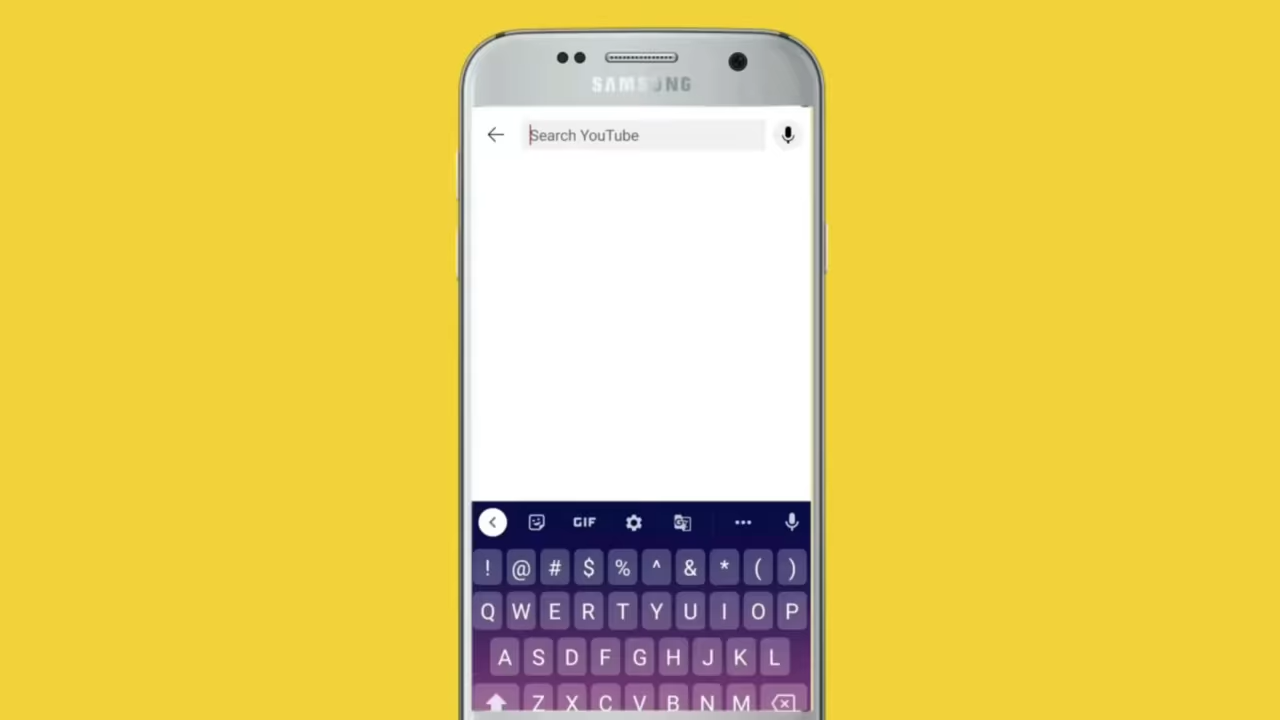 SAMSUNG
Search YouTube
GIF
! @ # $ % ^ & * ( )
Q W E R T Y U I O P
A S D F G H J K L
Z X C V B N M